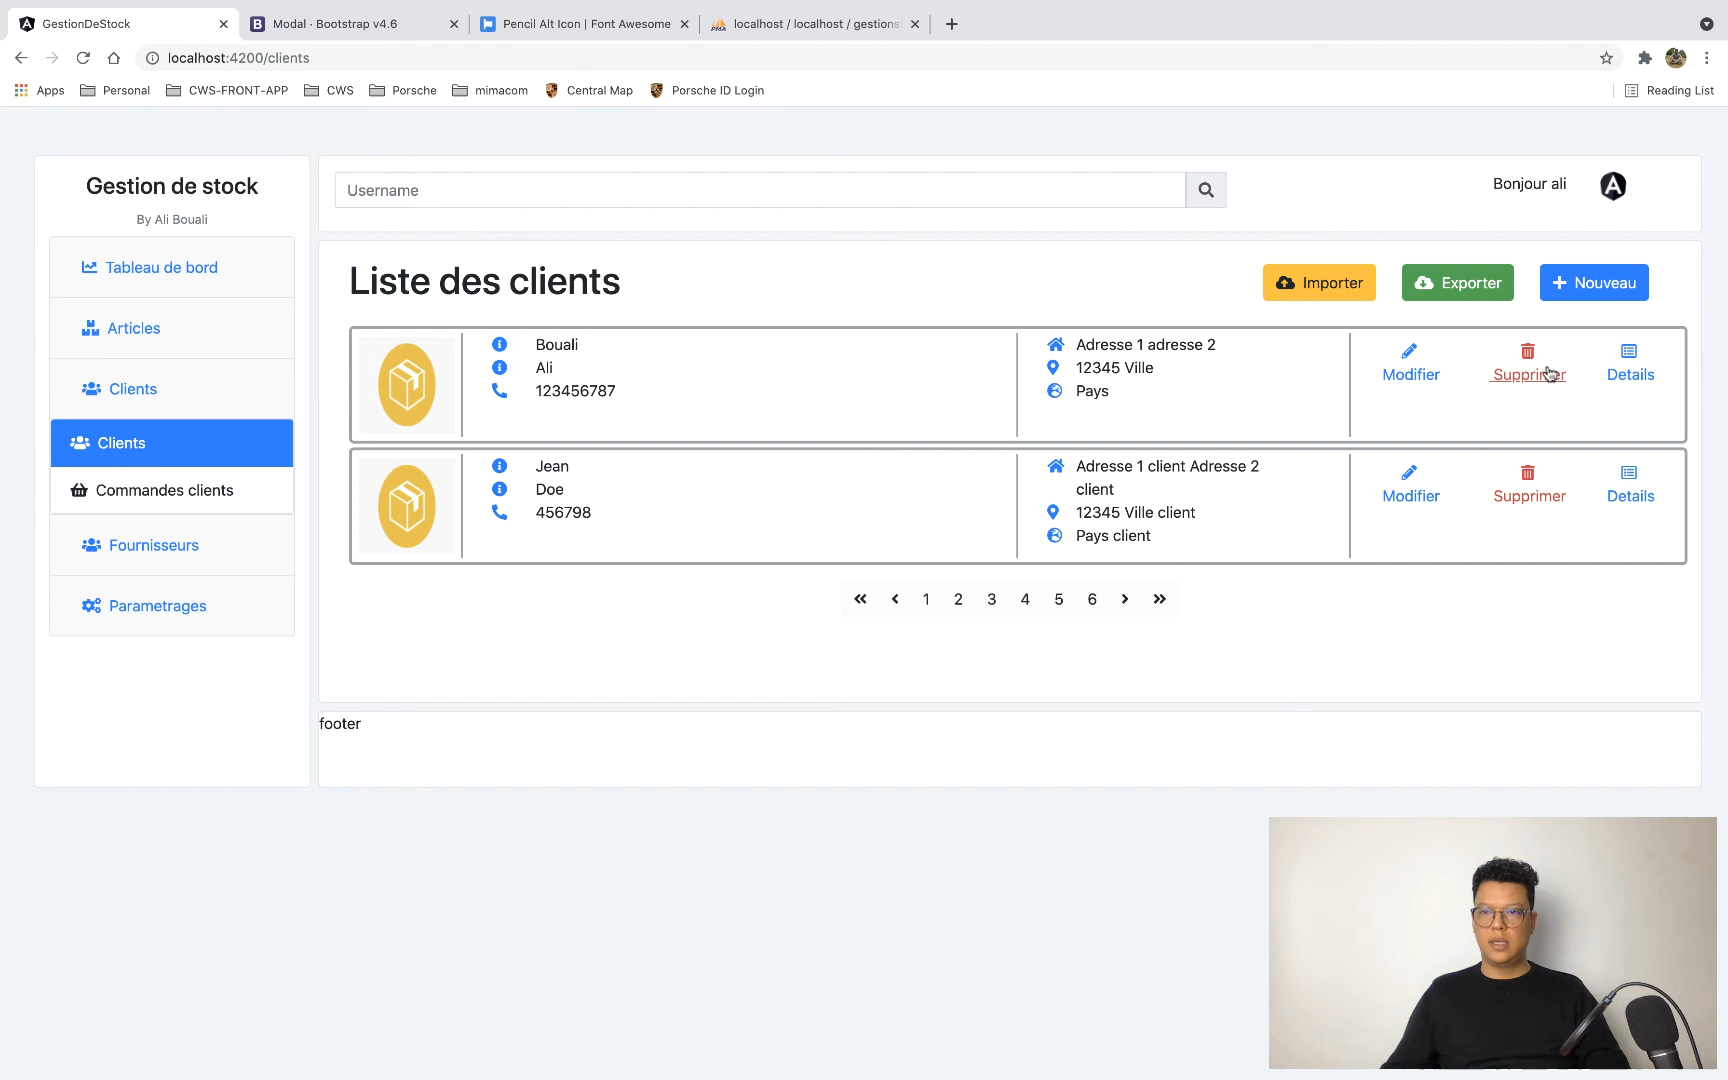 GestionDeStock
Modal · Bootstrap v4.6
Pencil Alt Icon | Font Awesome
localhost / localhost / gestions
localhost:4200/clients
Apps
Personal
CWS-FRONT-APP
CWS
Porsche
mimacom
Central Map
Porsche ID Login
Reading List
Gestion de stock
By Ali Bouali
Tableau de bord
Articles
Clients
Clients
Commandes clients
Fournisseurs
Parametrages
Username
Bonjour ali
Liste des clients
Importer
Exporter
Nouveau
Bouali
Ali
123456787
Adresse 1 adresse 2
12345 Ville
Pays
Modifier
Supprimer
Details
Jean
Doe
456798
Adresse 1 client Adresse 2
client
12345 Ville client
Pays client
Modifier
Supprimer
Details
« ‹ 1 2 3 4 5 6 › »
footer